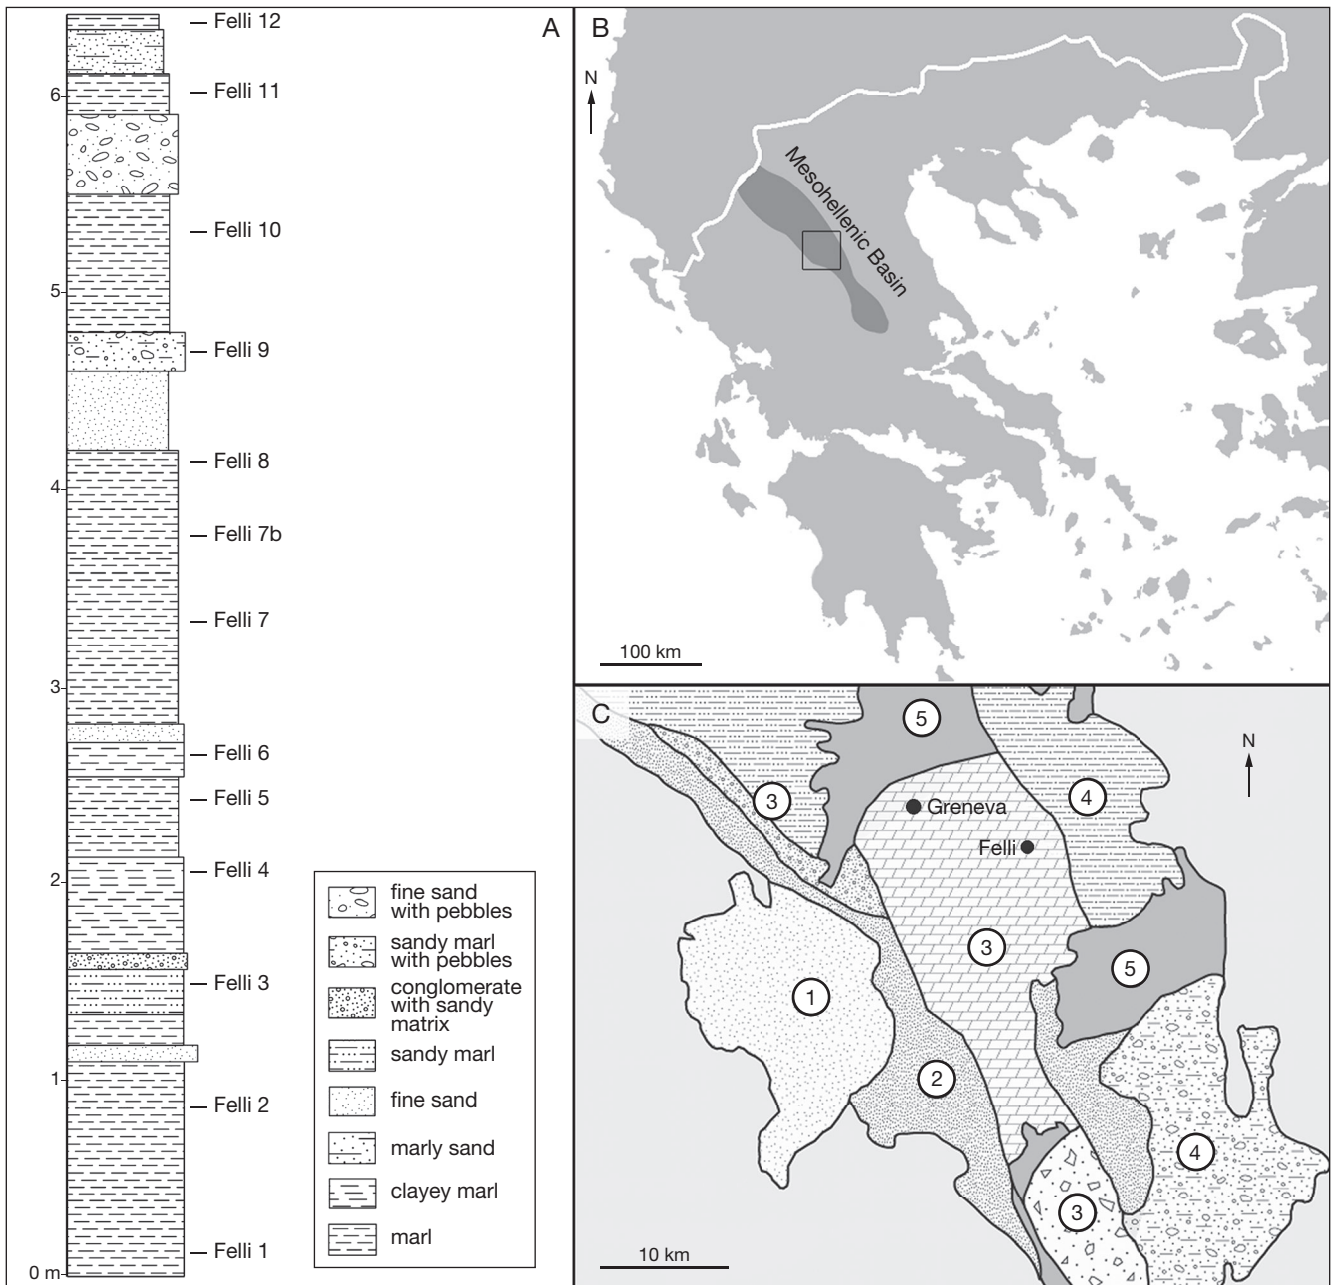 A
Felli 12
6
Felli 11
Felli 10
5
Felli 9
Felli 8
4
Felli 7b
Felli 7
3
Felli 6
Felli 5
2
Felli 4
Felli 3
1
Felli 2
Felli 1
0 m
fine sand
with pebbles
sandy marl
with pebbles
conglomerate
with sandy
matrix
sandy marl
fine sand
marly sand
clayey marl
marl
B
N
Mesohellenic Basin
100 km
C
N
5
3
4
Greneva
Felli
3
5
1
2
4
3
10 km